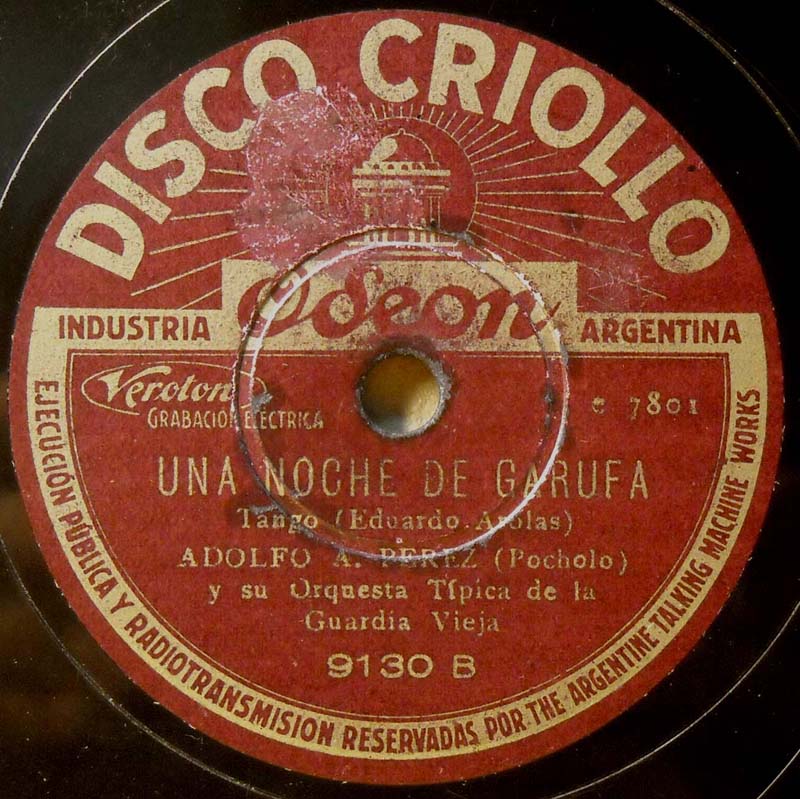 DISCO CRIOLLO
Odeon
INDUSTRIA ARGENTINA
Veroton
GRABACION ELECTRICA
e 7801
UNA NOCHE DE GARUFA
Tango (Eduardo Arolas)
ADOLFO A. PEREZ (Pocholo)
y su Orquesta Típica de la
Guardia Vieja
9130 B
EJECUCIÓN PÚBLICA Y RADIOTRANSMISION RESERVADAS POR THE ARGENTINE TALKING MACHINE WORKS